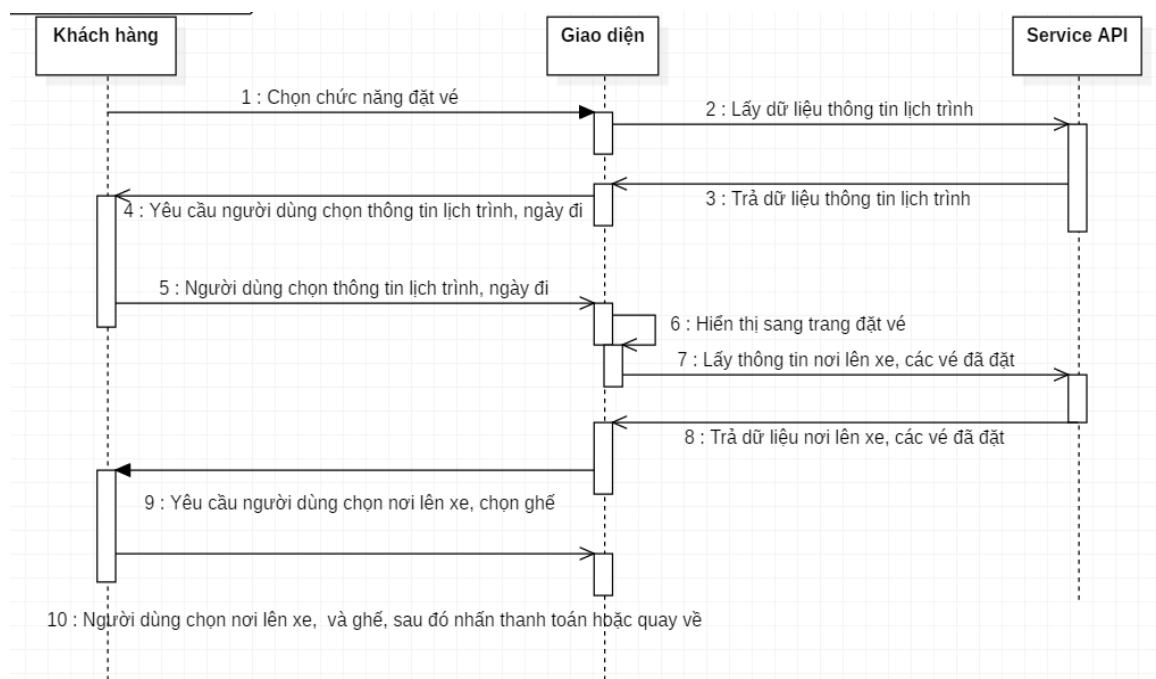 Khách hàng
Giao diện
Service API
1 : Chọn chức năng đặt vé
2 : Lấy dữ liệu thông tin lịch trình
3 : Trả dữ liệu thông tin lịch trình
4 : Yêu cầu người dùng chọn thông tin lịch trình, ngày đi
5 : Người dùng chọn thông tin lịch trình, ngày đi
6 : Hiển thị sang trang đặt vé
7 : Lấy thông tin nơi lên xe, các vé đã đặt
8 : Trả dữ liệu nơi lên xe, các vé đã đặt
9 : Yêu cầu người dùng chọn nơi lên xe, chọn ghế
10 : Người dùng chọn nơi lên xe,  và ghế, sau đó nhấn thanh toán hoặc quay về